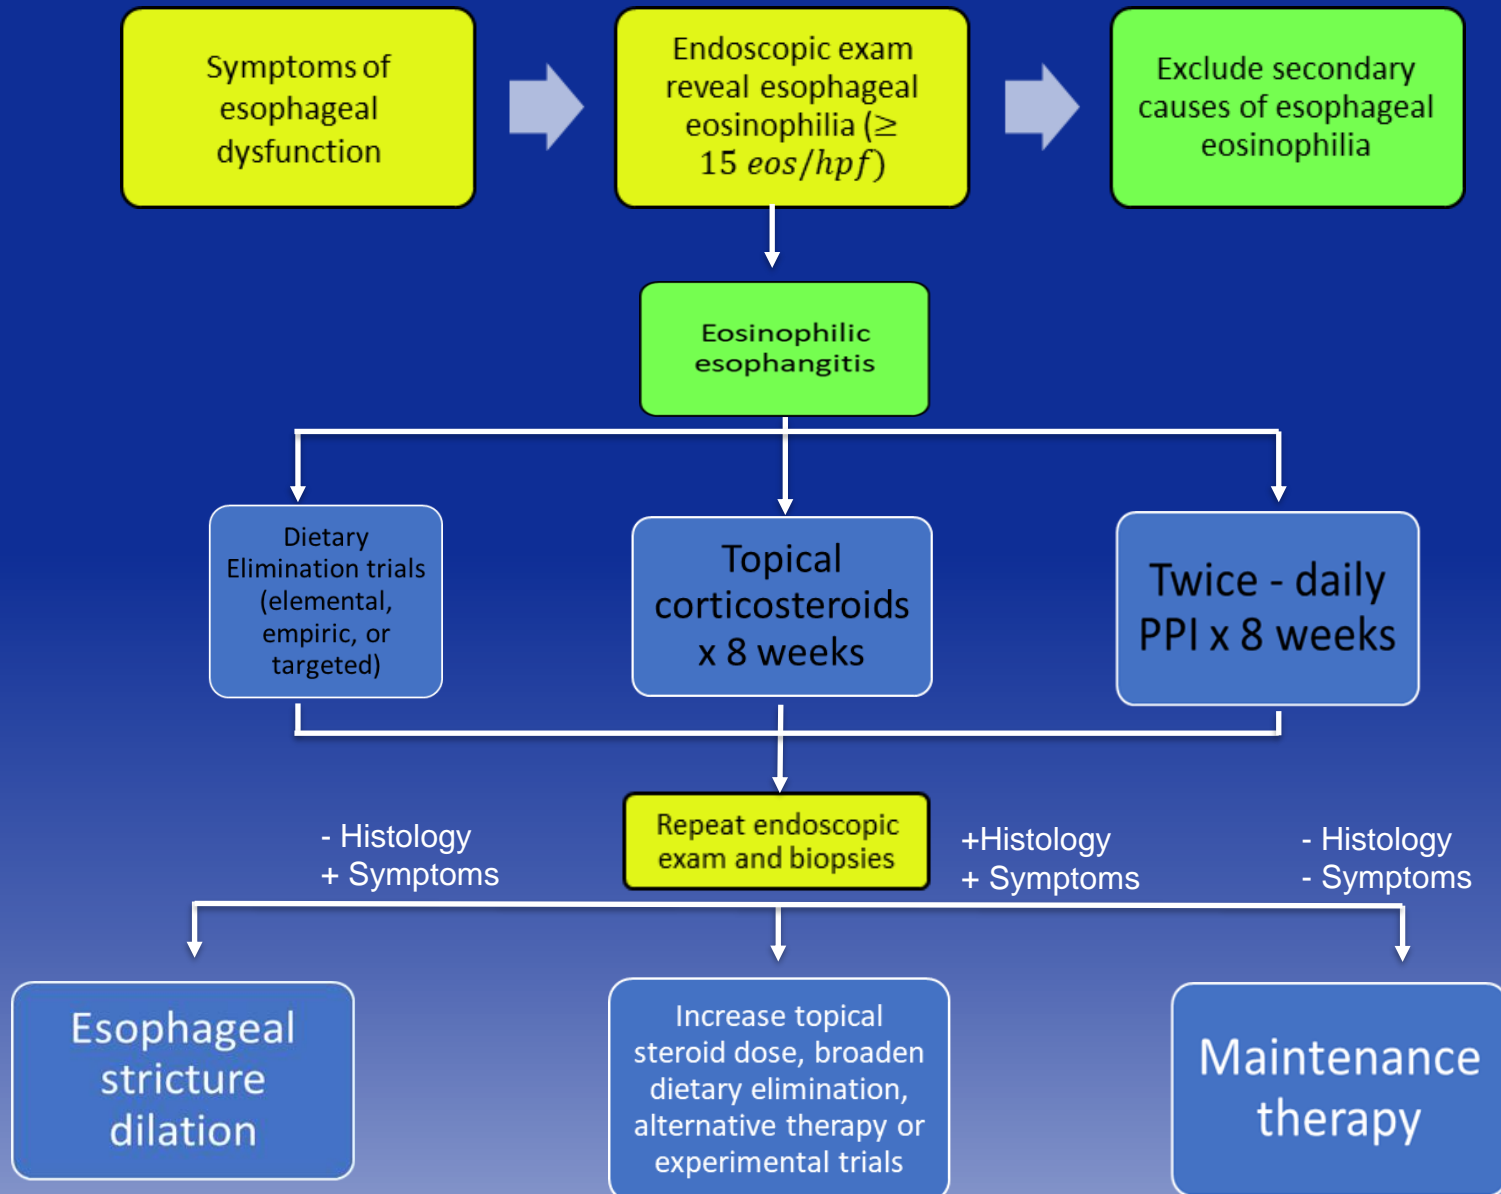 Symptoms of
esophageal
dysfunction
Endoscopic exam
reveal esophageal
eosinophilia (≥
15 eos/hpf)
Exclude secondary
causes of esophageal
eosinophilia
Eosinophilic
esophangitis
Dietary
Elimination trials
(elemental,
empiric, or
targeted)
Topical
corticosteroids
x 8 weeks
Twice - daily
PPI x 8 weeks
Repeat endoscopic
exam and biopsies
- Histology
+ Symptoms
+Histology
+ Symptoms
- Histology
- Symptoms
Esophageal
stricture
dilation
Increase topical
steroid dose, broaden
dietary elimination,
alternative therapy or
experimental trials
Maintenance
therapy